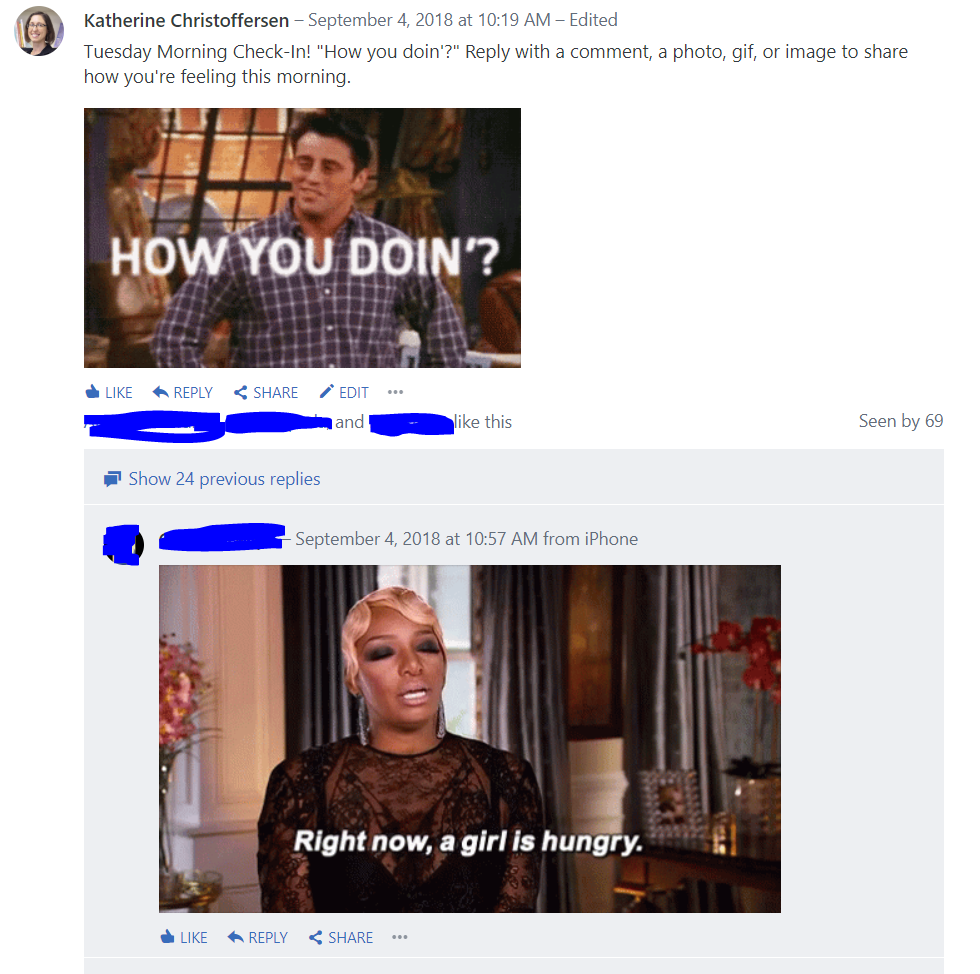 Katherine Christoffersen – September 4, 2018 at 10:19 AM – Edited
Tuesday Morning Check-In! "How you doin'?" Reply with a comment, a photo, gif, or image to share
how you're feeling this morning.
HOW YOU DOIN'?
LIKE REPLY SHARE EDIT
and like this Seen by 69
Show 24 previous replies
– September 4, 2018 at 10:57 AM from iPhone
Right now, a girl is hungry.
LIKE REPLY SHARE